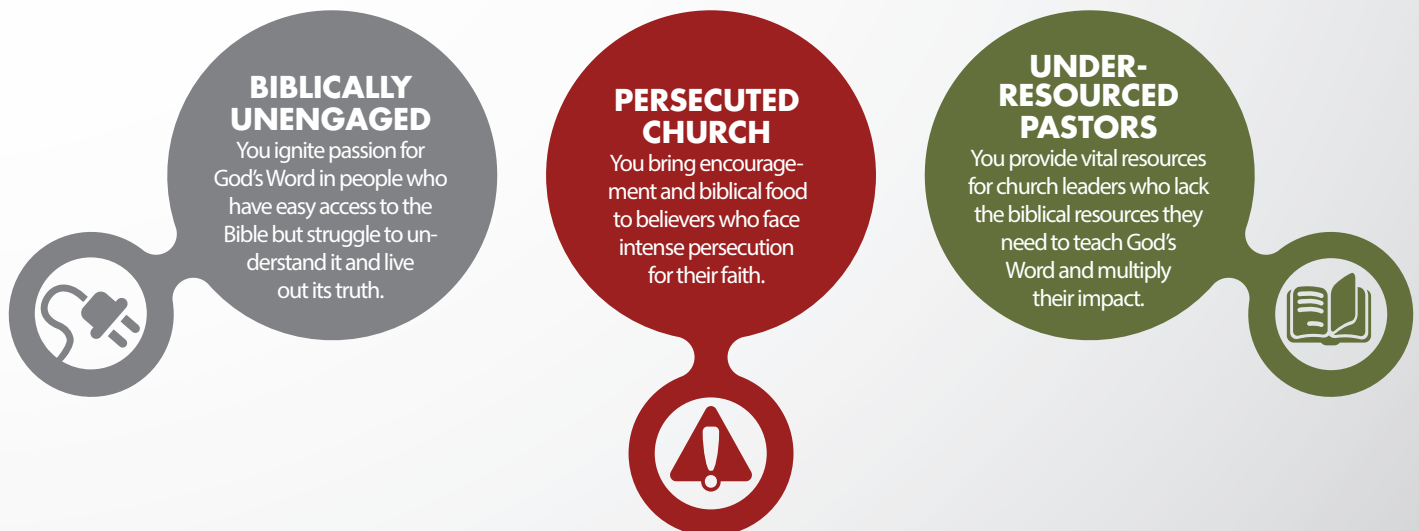 BIBLICALLY
UNENGAGED
You ignite passion for
God's Word in people who
have easy access to the
Bible but struggle to un-
derstand it and live
out its truth.
PERSECUTED
CHURCH
You bring encourage-
ment and biblical food
to believers who face
intense persecution
for their faith.
UNDER-
RESOURCED
PASTORS
You provide vital resources
for church leaders who lack
the biblical resources they
need to teach God's
Word and multiply
their impact.